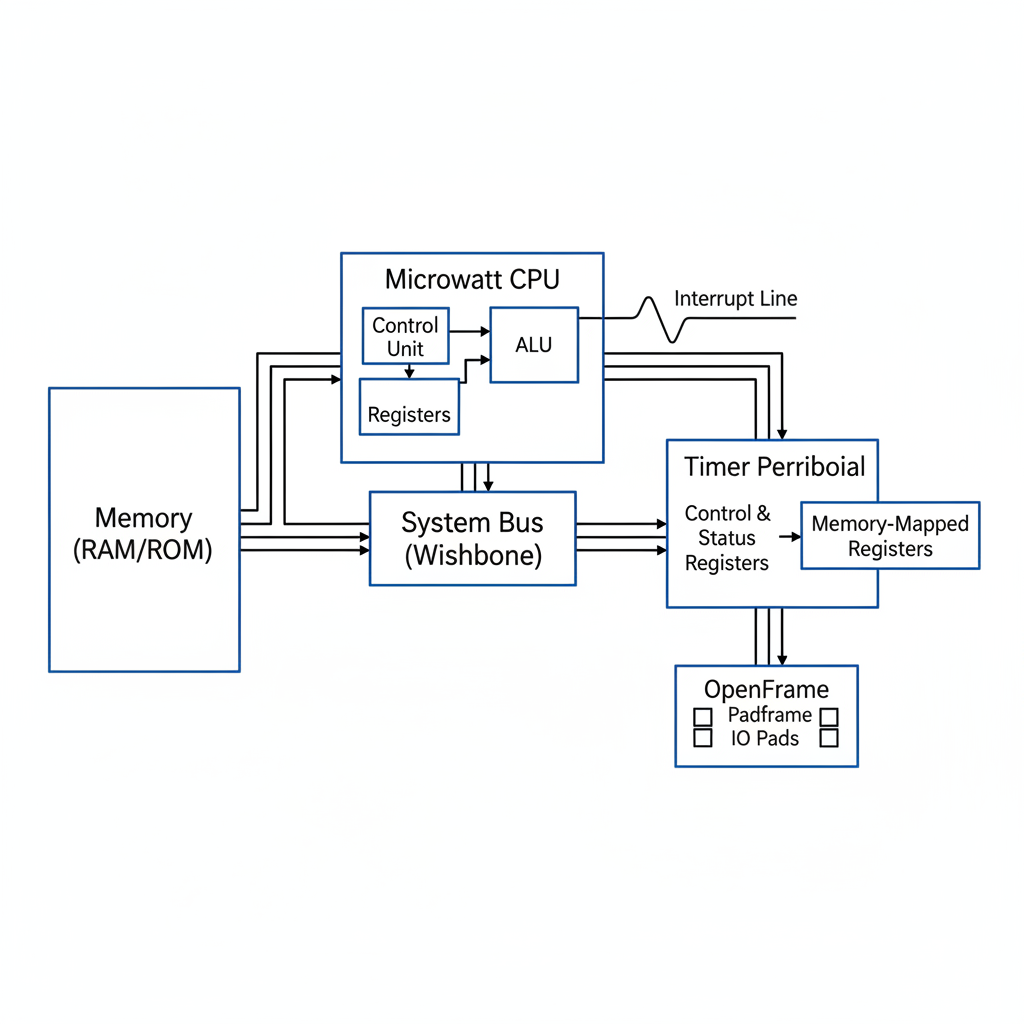 Microwatt CPU
Interrupt Line
Control
Unit
ALU
Registers
Memory
(RAM/ROM)
System Bus
(Wishbone)
Timer Perriboial
Control &
Status
Registers
Memory-Mapped
Registers
OpenFrame
Padframe
IO Pads